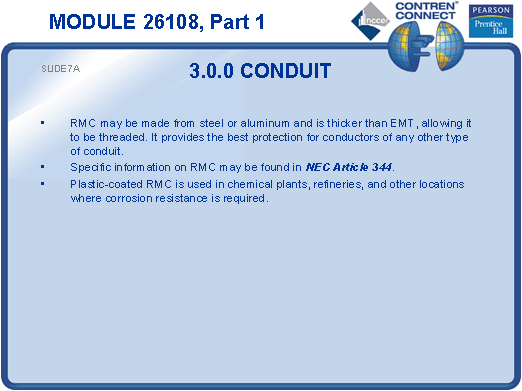 MODULE 26108, Part 1
nccer
CONTREN®
CONNECT
PEARSON
Prentice
Hall
SLIDE 7A
3.0.0 CONDUIT
• RMC may be made from steel or aluminum and is thicker than EMT, allowing it
to be threaded. It provides the best protection for conductors of any other type
of conduit.
• Specific information on RMC may be found in NEC Article 344.
• Plastic-coated RMC is used in chemical plants, refineries, and other locations
where corrosion resistance is required.